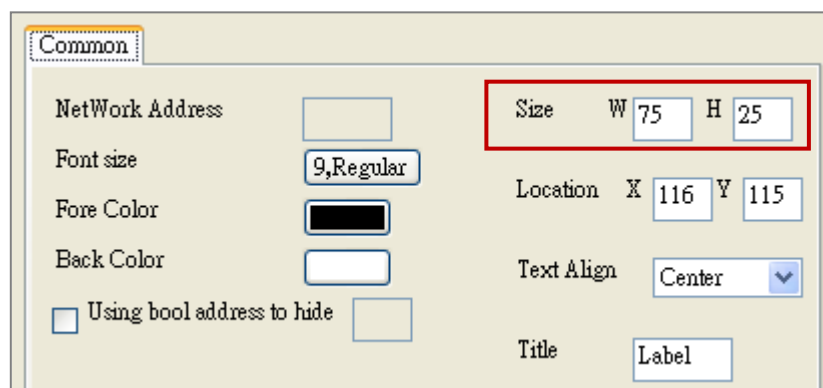 Common
NetWork Address
Font size 9,Regular
Fore Color
Back Color
Using bool address to hide
Size W 75 H 25
Location X 116 Y 115
Text Align Center
Title Label